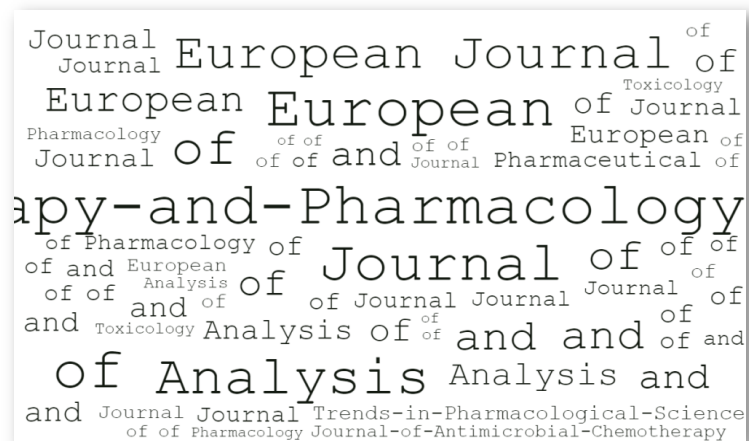 Journal European Journal of of
Journal
Toxicology
European European of Journal
Pharmacology of of of and of of European of
Journal of of Journal Pharmaceutical of
apy-and-Pharmacology
of Pharmacology of Journal of of of
of and European of
Analysis of Journal
of of and of of Journal Journal of
and Toxicology Analysis of of of and and of of and
of Analysis Analysis and
and Journal Journal Trends-in-Pharmacological-Science
of of Pharmacology Journal-of-Antimicrobial-Chemotherapy